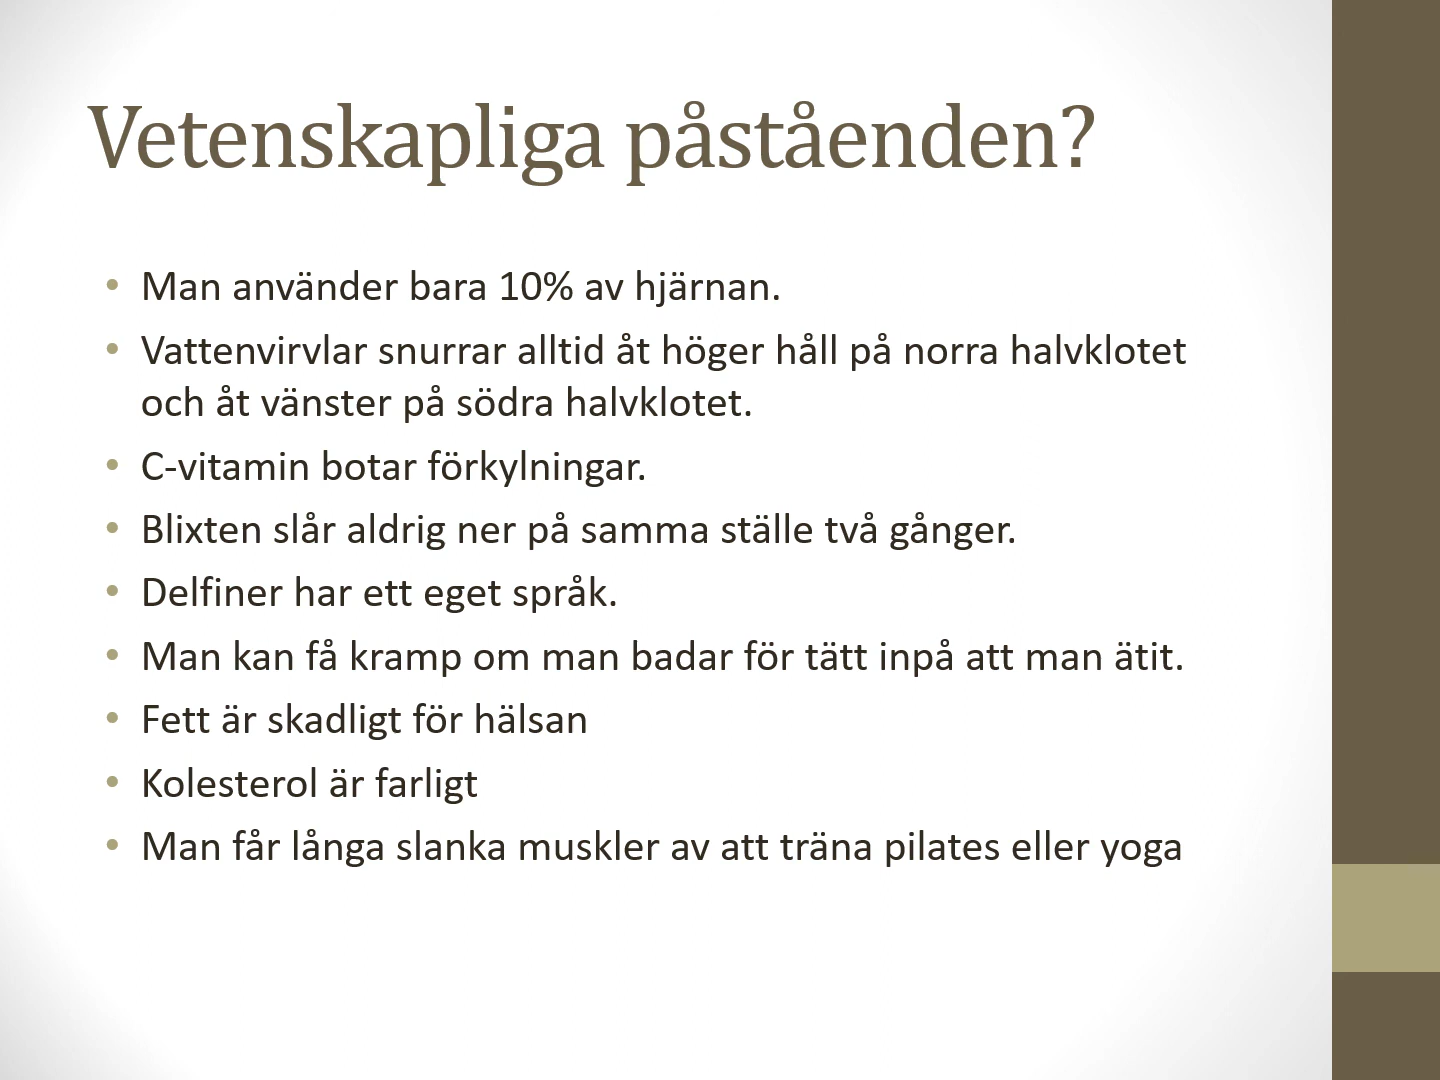 Vetenskapliga påståenden?
• Man använder bara 10% av hjärnan.
• Vattenvirvlar snurrar alltid åt höger håll på norra halvklotet
och åt vänster på södra halvklotet.
• C-vitamin botar förkylningar.
• Blixten slår aldrig ner på samma ställe två gånger.
• Delfiner har ett eget språk.
• Man kan få kramp om man badar för tätt inpå att man ätit.
• Fett är skadligt för hälsan
• Kolesterol är farligt
• Man får långa slanka muskler av att träna pilates eller yoga